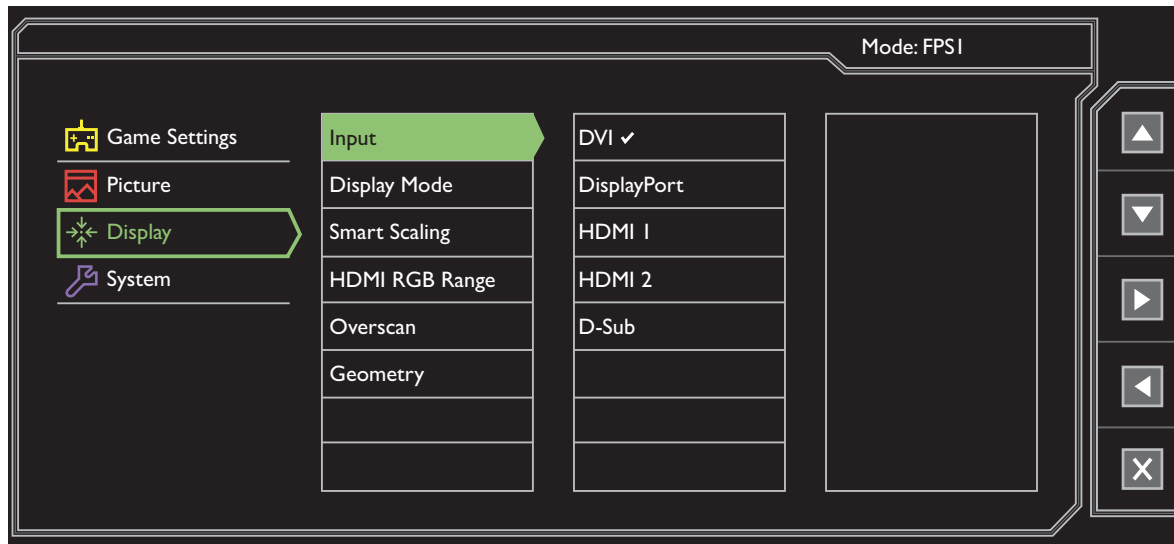 Mode: FPS1
Game Settings
Picture
Display
System
Input
Display Mode
Smart Scaling
HDMI RGB Range
Overscan
Geometry
DVI ✓
DisplayPort
HDMI 1
HDMI 2
D-Sub
X